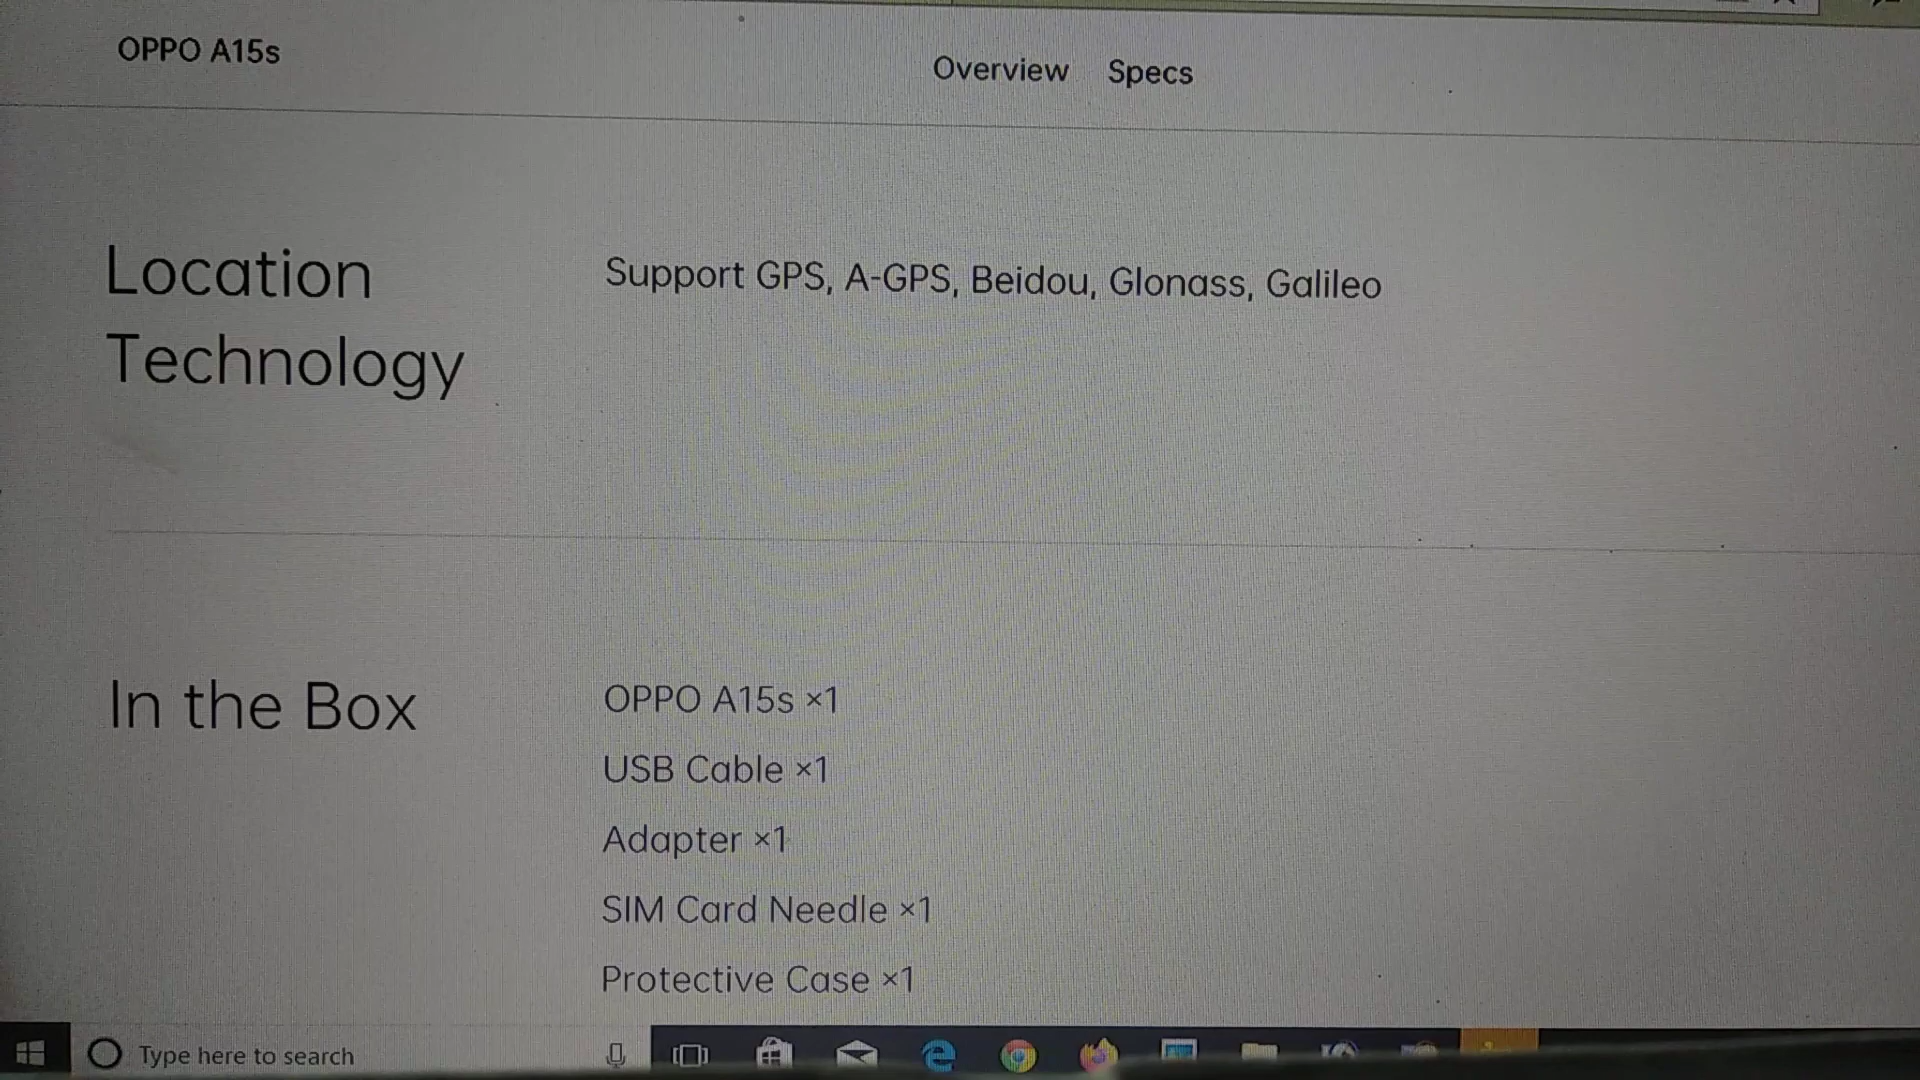 OPPO A15s
Overview Specs
Location
Technology
Support GPS, A-GPS, Beidou, Glonass, Galileo
In the Box
OPPO A15s ×1
USB Cable ×1
Adapter ×1
SIM Card Needle ×1
Protective Case ×1
Type here to search